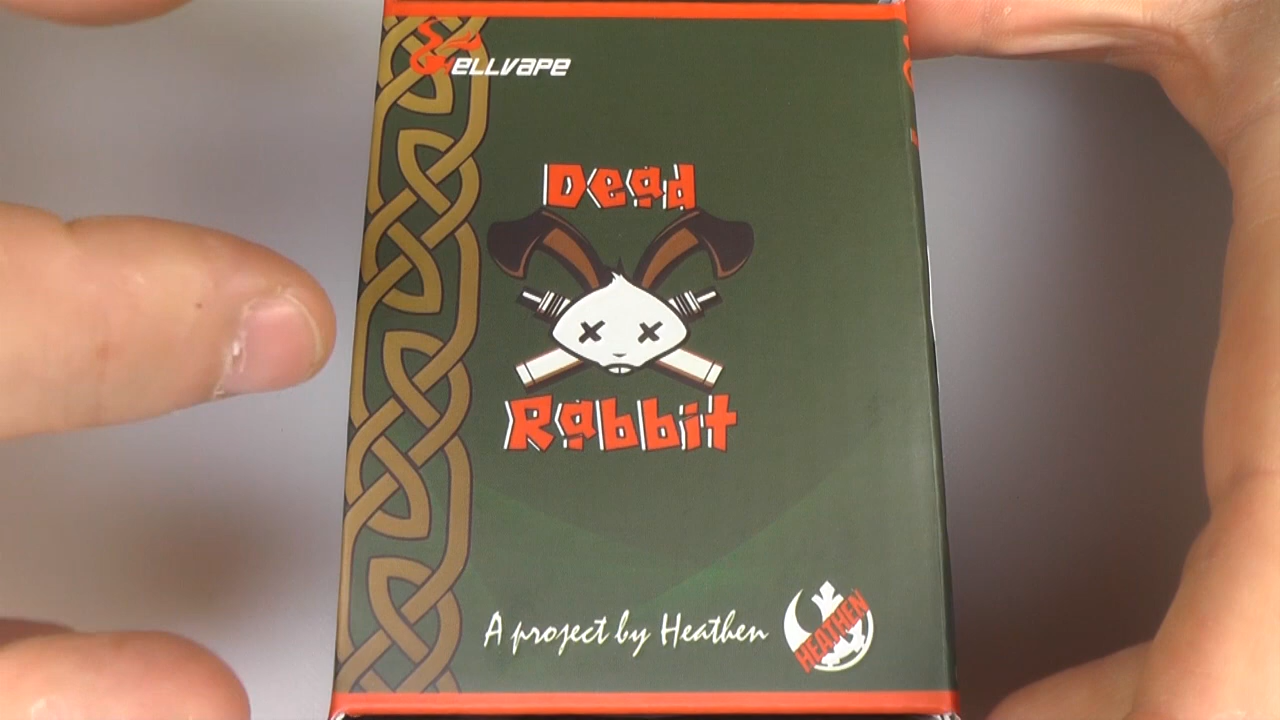 HELLVAPE
Dead
Rabbit
A project by Heathen
HEATHEN